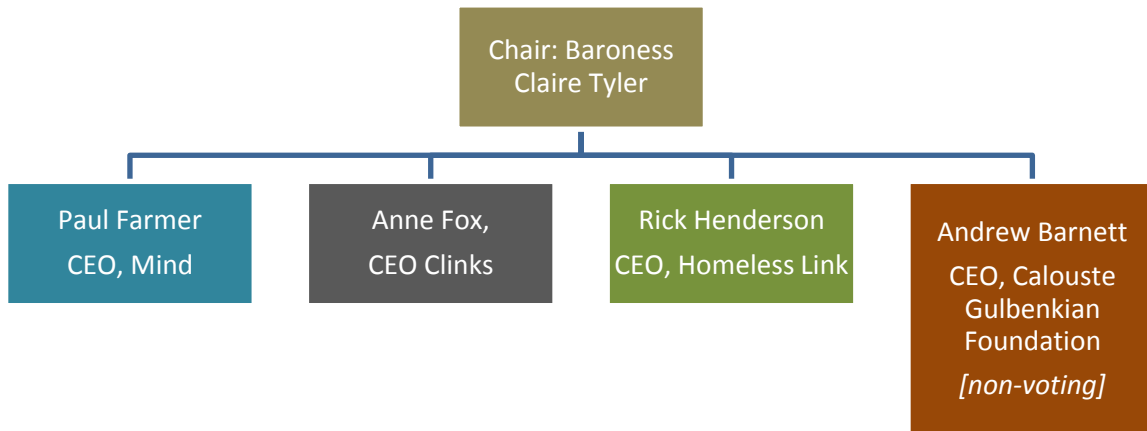 Chair: Baroness
Claire Tyler
Paul Farmer
CEO, Mind
Anne Fox,
CEO Clinks
Rick Henderson
CEO, Homeless Link
Andrew Barnett
CEO, Calouste
Gulbenkian
Foundation
[non-voting]